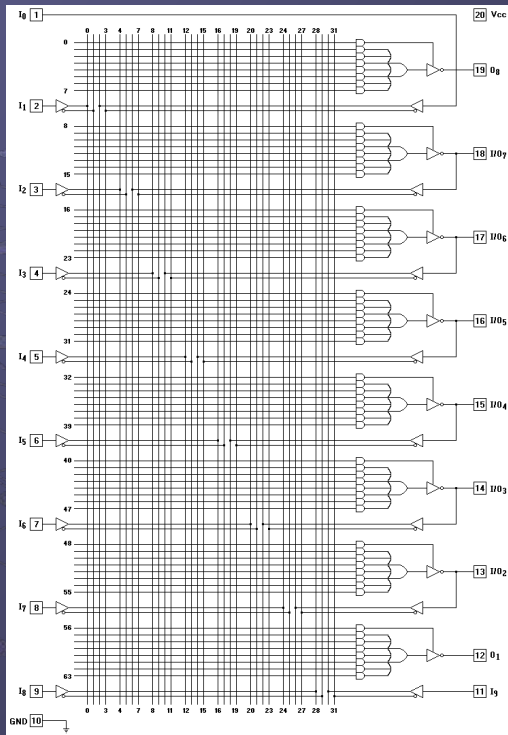 I0 1 20 Vcc
0 3 4 7 8 11 12 15 16 19 20 23 24 27 28 31
0
19 O8
7
I1 2
8
18 I/O7
15
I2 3
16
17 I/O6
23
I3 4
24
16 I/O5
31
I4 5
32
15 I/O4
39
I5 6
40
14 I/O3
47
I6 7
48
13 I/O2
55
I7 8
56
12 O1
63
I8 9 11 I9
0 3 4 7 8 11 12 15 16 19 20 23 24 27 28 31
GND 10